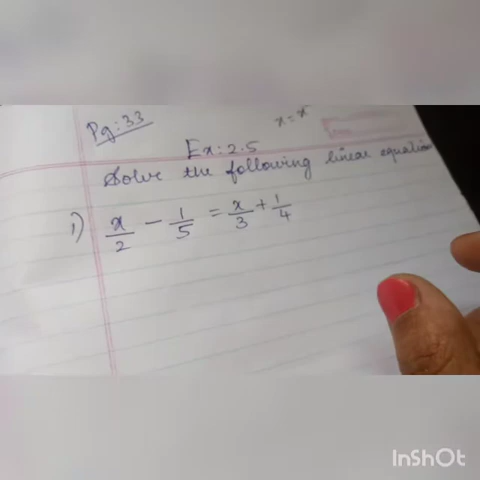 Pg: 33
x = x
Ex: 2.5
Solve the following linear equation
1) x/2 - 1/5 = x/3 + 1/4
InShOt